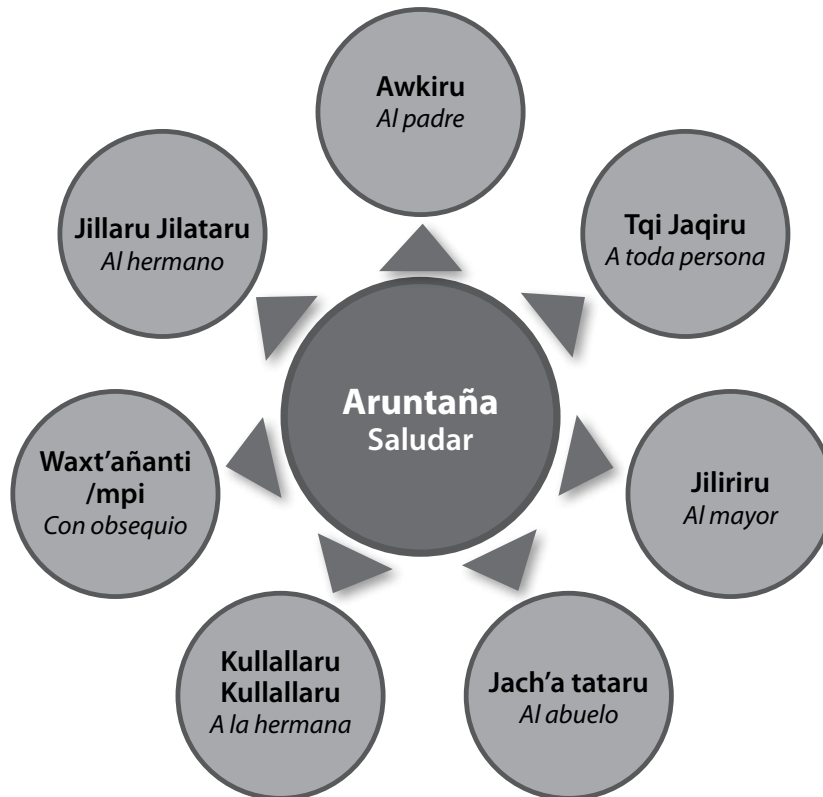 Awkiru
Al padre
Jillaru Jilataru
Al hermano
Tqi Jaqiru
A toda persona
Aruntaña
Saludar
Waxt’añanti
/mpi
Con obsequio
Jiliriru
Al mayor
Kullallaru
Kullallaru
A la hermana
Jach’a tataru
Al abuelo